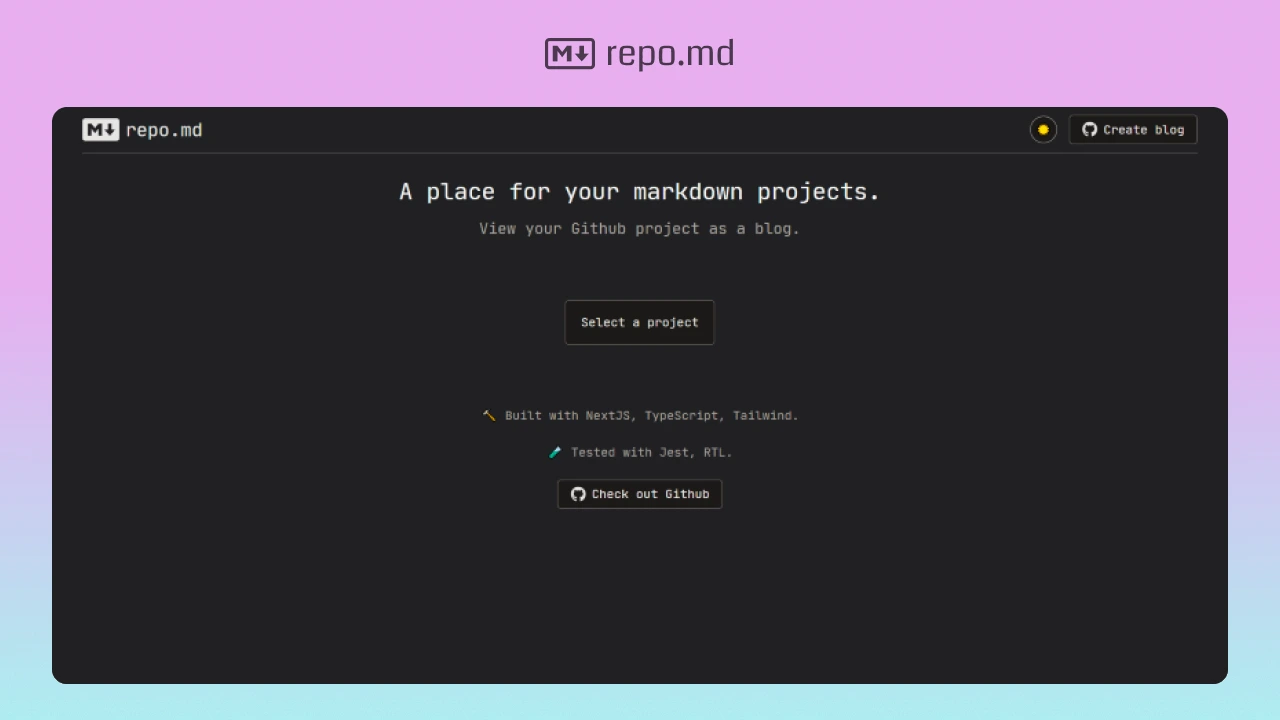 M repo.md
M repo.md
Create blog
A place for your markdown projects.
View your Github project as a blog.
Select a project
Built with NextJS, TypeScript, Tailwind.
Tested with Jest, RTL.
Check out Github